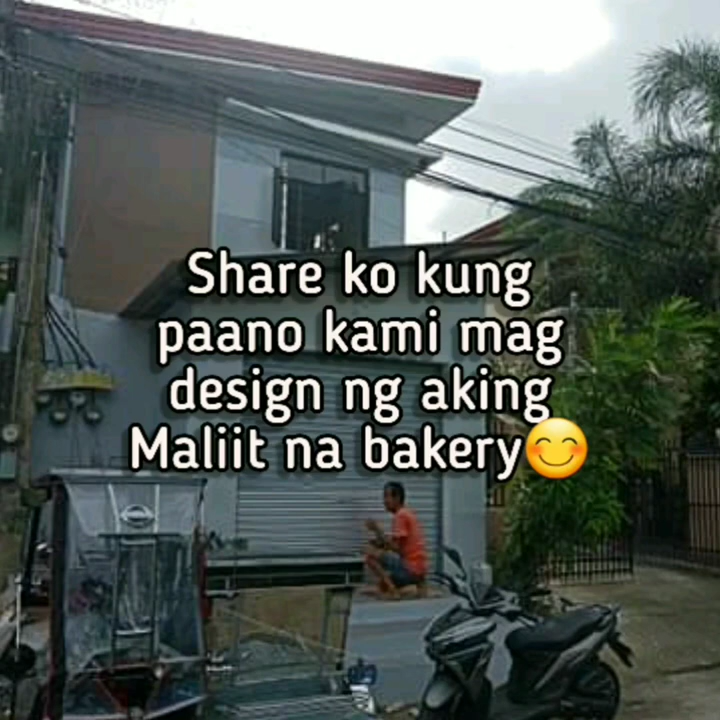 Share ko kung
paano kami mag
design ng aking
Maliit na bakery😊